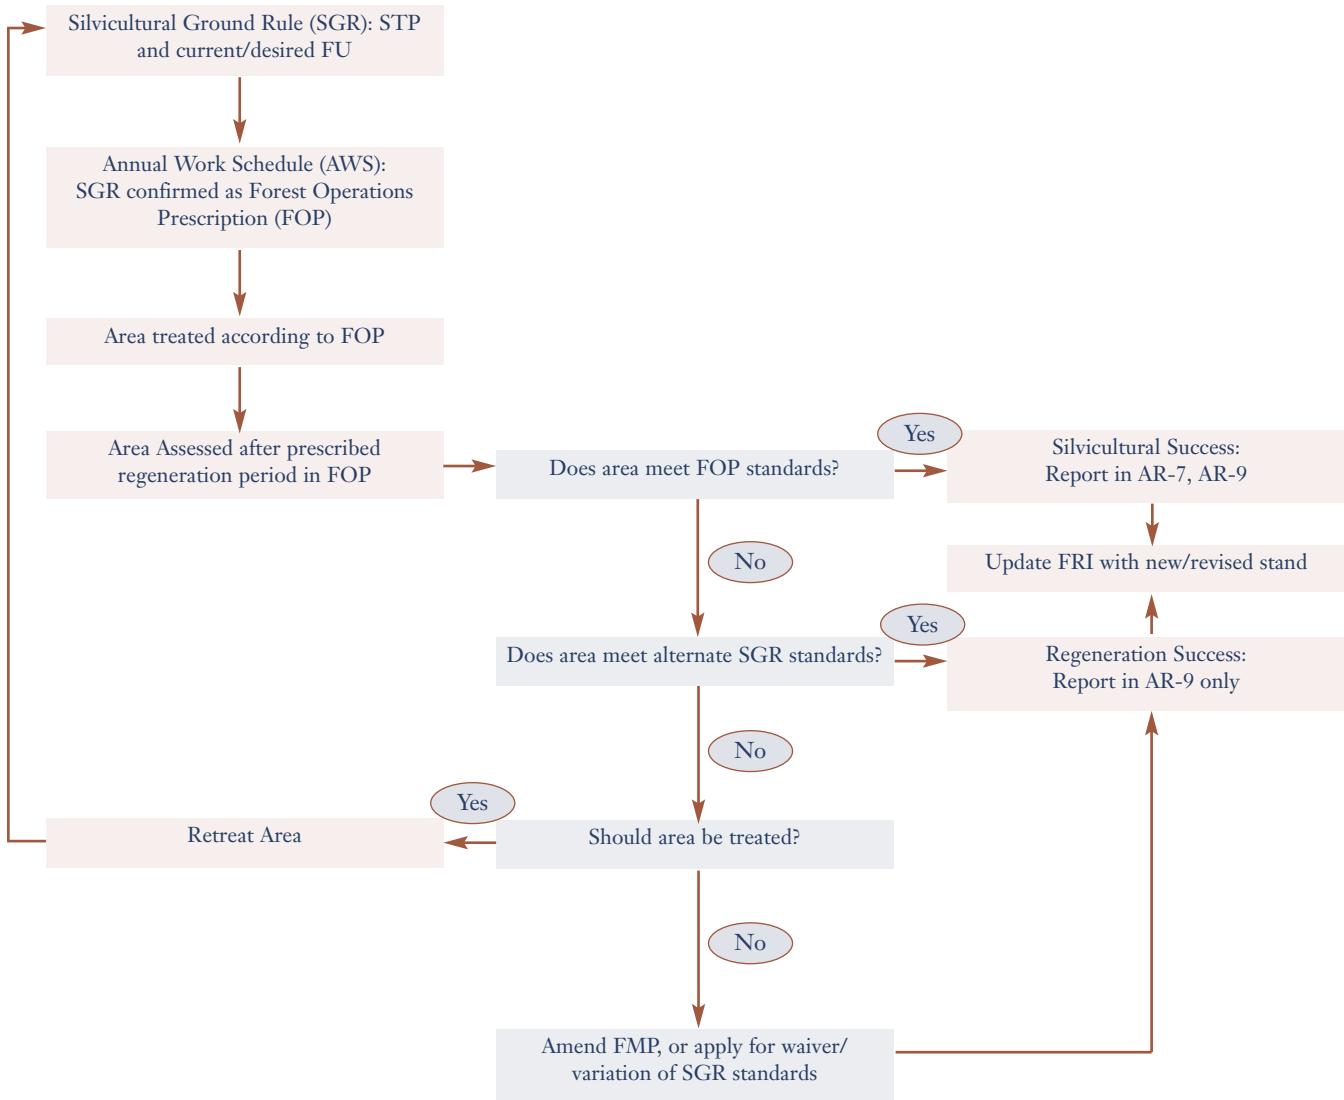 Silvicultural Ground Rule (SGR): STP
and current/desired FU
Annual Work Schedule (AWS):
SGR confirmed as Forest Operations
Prescription (FOP)
Area treated according to FOP
Area Assessed after prescribed
regeneration period in FOP
Does area meet FOP standards?
Yes
Silvicultural Success:
Report in AR-7, AR-9
Update FRI with new/revised stand
No
Does area meet alternate SGR standards?
Yes
Regeneration Success:
Report in AR-9 only
No
Should area be treated?
Yes
Retreat Area
No
Amend FMP, or apply for waiver/
variation of SGR standards